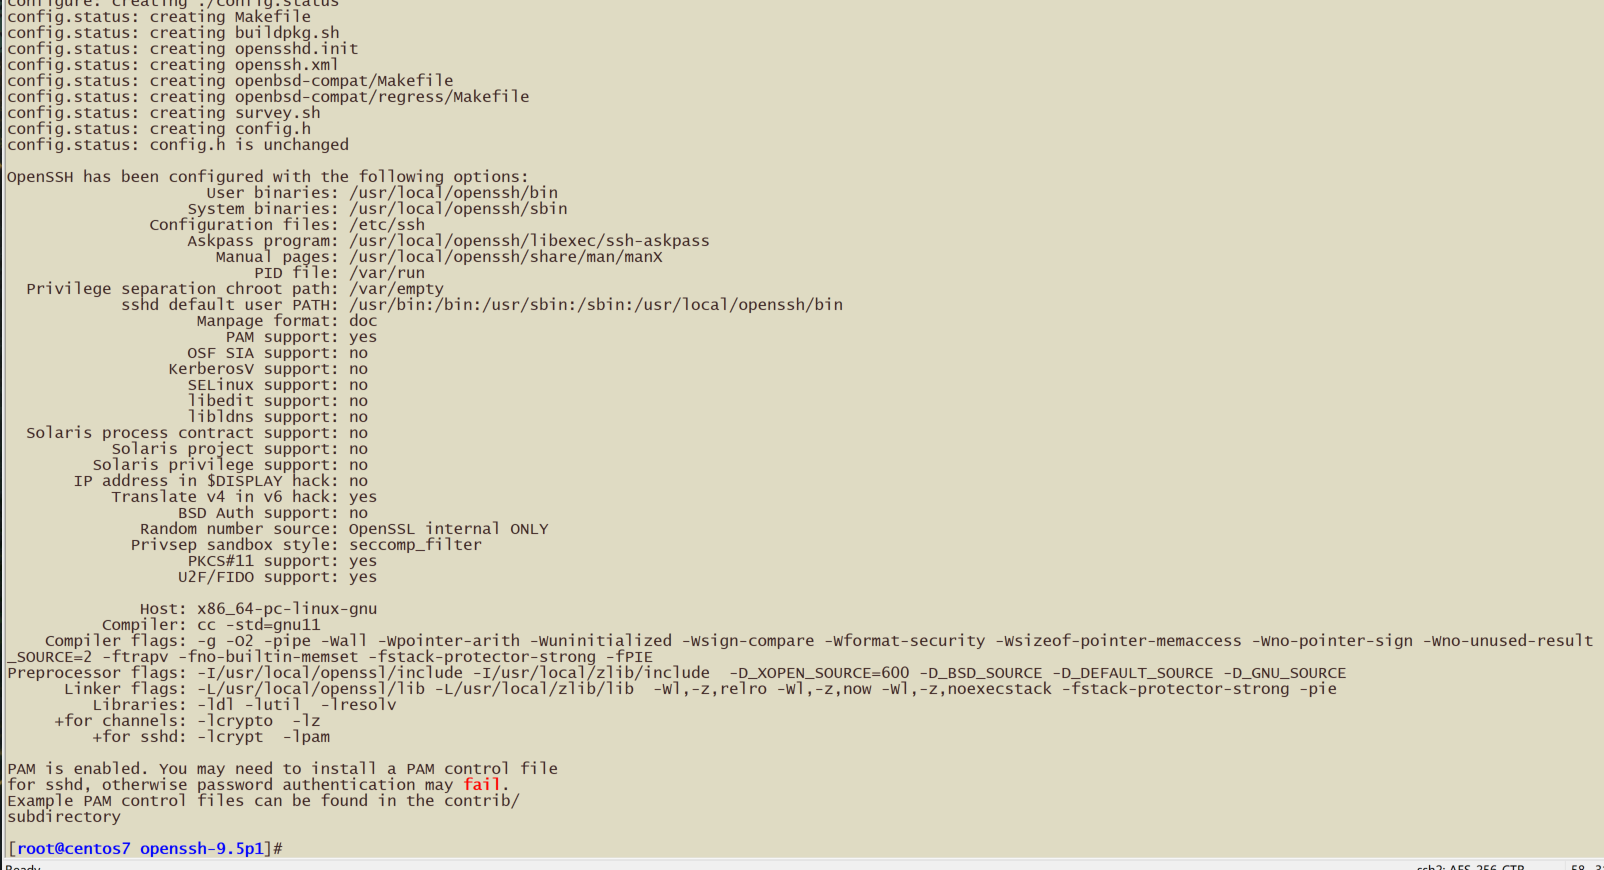 configure: creating ./config.status
config.status: creating Makefile
config.status: creating buildpkg.sh
config.status: creating opensshd.init
config.status: creating openssh.xml
config.status: creating openbsd-compat/Makefile
config.status: creating openbsd-compat/regress/Makefile
config.status: creating survey.sh
config.status: creating config.h
config.status: config.h is unchanged
OpenSSH has been configured with the following options:
User binaries: /usr/local/openssh/bin
System binaries: /usr/local/openssh/sbin
Configuration files: /etc/ssh
Askpass program: /usr/local/openssh/libexec/ssh-askpass
Manual pages: /usr/local/openssh/share/man/manX
PID file: /var/run
Privilege separation chroot path: /var/empty
sshd default user PATH: /usr/bin:/bin:/usr/sbin:/sbin:/usr/local/openssh/bin
Manpage format: doc
PAM support: yes
OSF SIA support: no
KerberosV support: no
SELinux support: no
libedit support: no
libldns support: no
Solaris process contract support: no
Solaris project support: no
Solaris privilege support: no
IP address in $DISPLAY hack: no
Translate v4 in v6 hack: yes
BSD Auth support: no
Random number source: OpenSSL internal ONLY
Privsep sandbox style: seccomp_filter
PKCS#11 support: yes
U2F/FIDO support: yes
Host: x86_64-pc-linux-gnu
Compiler: cc -std=gnu11
Compiler flags: -g -O2 -pipe -Wall -Wpointer-arith -Wuninitialized -Wsign-compare -Wformat-security -Wsizeof-pointer-memaccess -Wno-pointer-sign -Wno-unused-result
_SOURCE=2 -ftrapv -fno-builtin-memset -fstack-protector-strong -fPIE
Preprocessor flags: -I/usr/local/openssl/include -I/usr/local/zlib/include  -D_XOPEN_SOURCE=600 -D_BSD_SOURCE -D_DEFAULT_SOURCE -D_GNU_SOURCE
Linker flags: -L/usr/local/openssl/lib -L/usr/local/zlib/lib  -Wl,-z,relro -Wl,-z,now -Wl,-z,noexecstack -fstack-protector-strong -pie
Libraries: -ldl -lutil  -lresolv
+for channels: -lcrypto  -lz
+for sshd: -lcrypt  -lpam
PAM is enabled. You may need to install a PAM control file
for sshd, otherwise password authentication may fail.
Example PAM control files can be found in the contrib/
subdirectory
[root@centos7 openssh-9.5p1]#
Ready ssh2: AES-256-CTR